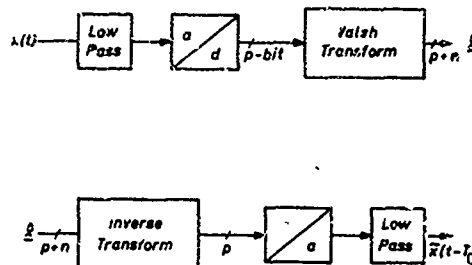 λ(t)
Low
Pass
a
d
p-bit
Walsh
Transform
p+n
p+n
Inverse
Transform
p
a
Low
Pass
x̃(t-T